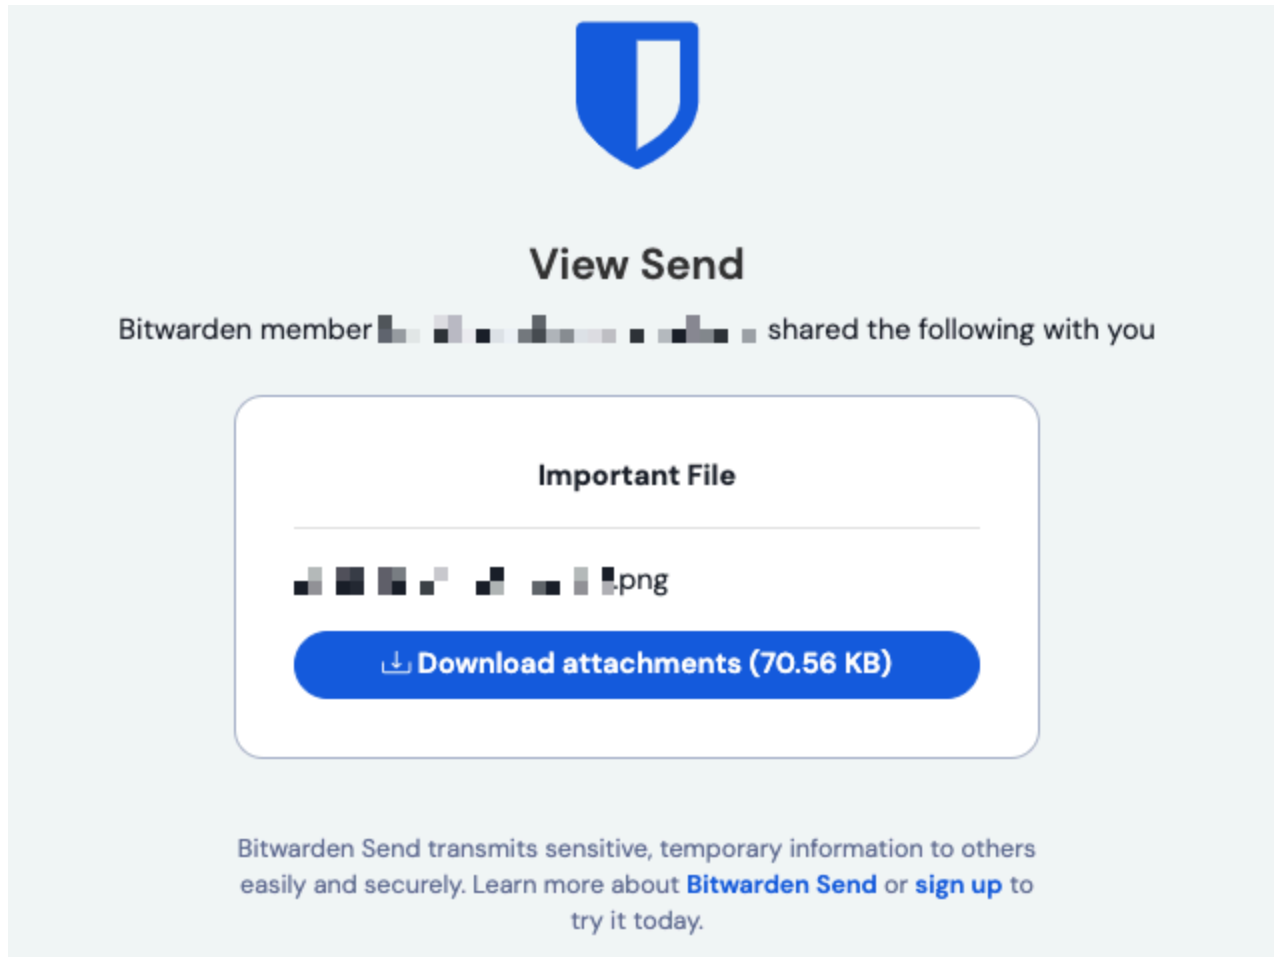 View Send
Bitwarden member shared the following with you
Important File
.png
Download attachments (70.56 KB)
Bitwarden Send transmits sensitive, temporary information to others
easily and securely. Learn more about Bitwarden Send or sign up to
try it today.